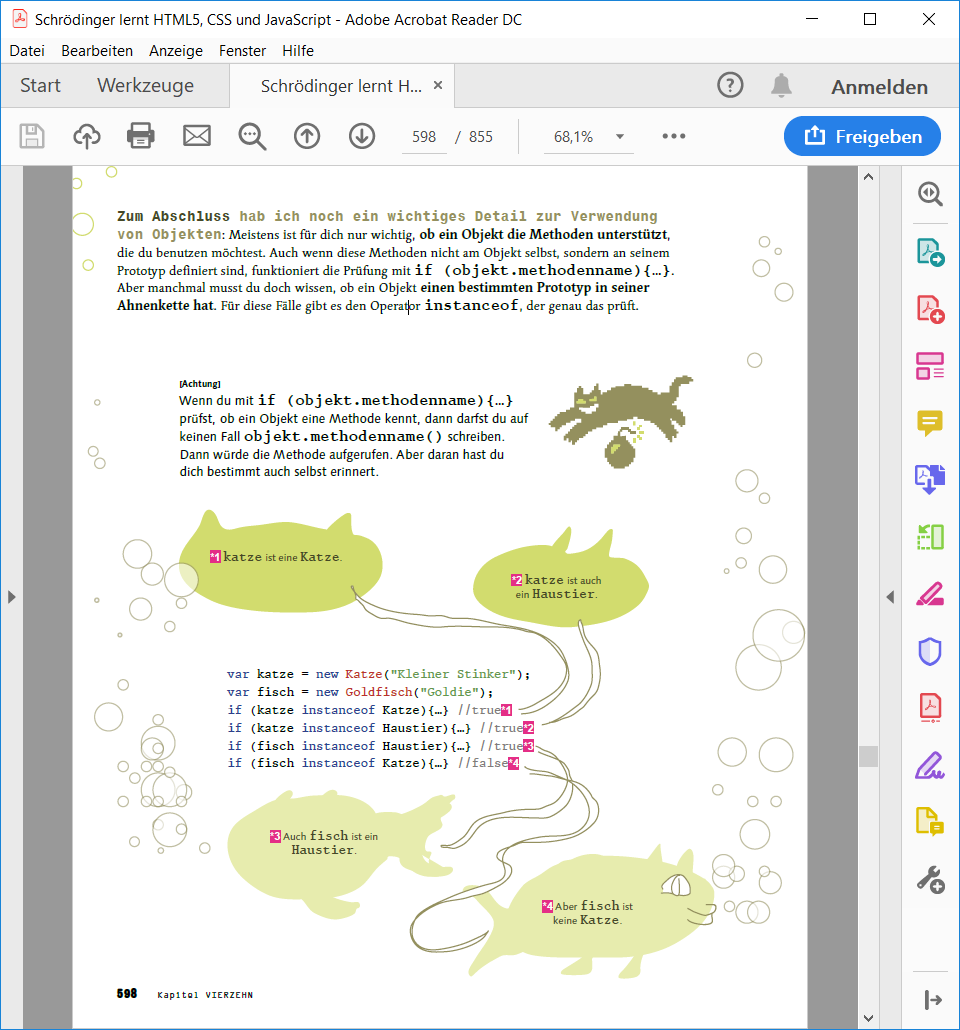 Schrödinger lernt HTML5, CSS und JavaScript - Adobe Acrobat Reader DC
Datei Bearbeiten Anzeige Fenster Hilfe
Start Werkzeuge Schrödinger lernt H... × ? Anmelden
598 / 855 68,1% Freigeben
Zum Abschluss hab ich noch ein wichtiges Detail zur Verwendung
von Objekten: Meistens ist für dich nur wichtig, ob ein Objekt die Methoden unterstützt,
die du benutzen möchtest. Auch wenn diese Methoden nicht am Objekt selbst, sondern an seinem
Prototyp definiert sind, funktioniert die Prüfung mit if (objekt.methodenname){…}.
Aber manchmal musst du doch wissen, ob ein Objekt einen bestimmten Prototyp in seiner
Ahnenkette hat. Für diese Fälle gibt es den Operator instanceof, der genau das prüft.
[Achtung]
Wenn du mit if (objekt.methodenname){…}
prüfst, ob ein Objekt eine Methode kennt, dann darfst du auf
keinen Fall objekt.methodenname() schreiben.
Dann würde die Methode aufgerufen. Aber daran hast du
dich bestimmt auch selbst erinnert.
*1 katze ist eine Katze.
*2 katze ist auch
ein Haustier.
var katze = new Katze("Kleiner Stinker");
var fisch = new Goldfisch("Goldie");
if (katze instanceof Katze){…} //true*1
if (katze instanceof Haustier){…} //true*2
if (fisch instanceof Haustier){…} //true*3
if (fisch instanceof Katze){…} //false*4
*3 Auch fisch ist ein
Haustier.
*4 Aber fisch ist
keine Katze.
598 Kapitel VIERZEHN